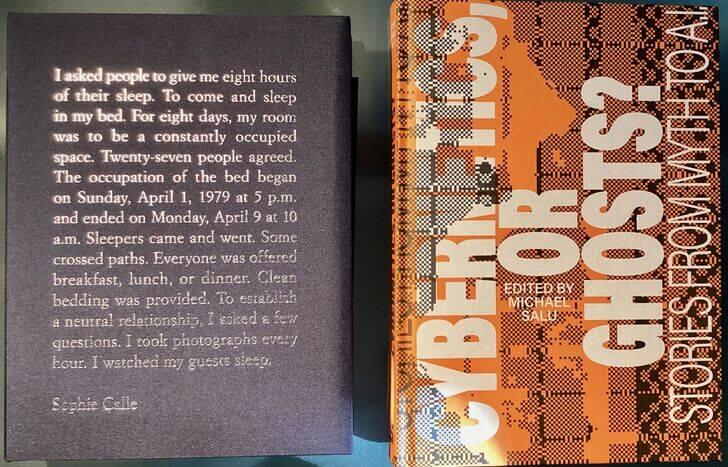 I asked people to give me eight hours
of their sleep. To come and sleep
in my bed. For eight days, my room
was to be a constantly occupied
space. Twenty-seven people agreed.
The occupation of the bed began
on Sunday, April 1, 1979 at 5 p.m.
and ended on Monday, April 9 at 10
a.m. Sleepers came and went. Some
crossed paths. Everyone was offered
breakfast, lunch, or dinner. Clean
bedding was provided. To establish
a neutral relationship, I asked a few
questions. I took photographs every
hour. I watched my guests sleep.
Sophie Calle
CYBERNETICS,
OR
GHOSTS?
STORIES FROM MYTH TO A.I.
EDITED BY
MICHAEL
SALU